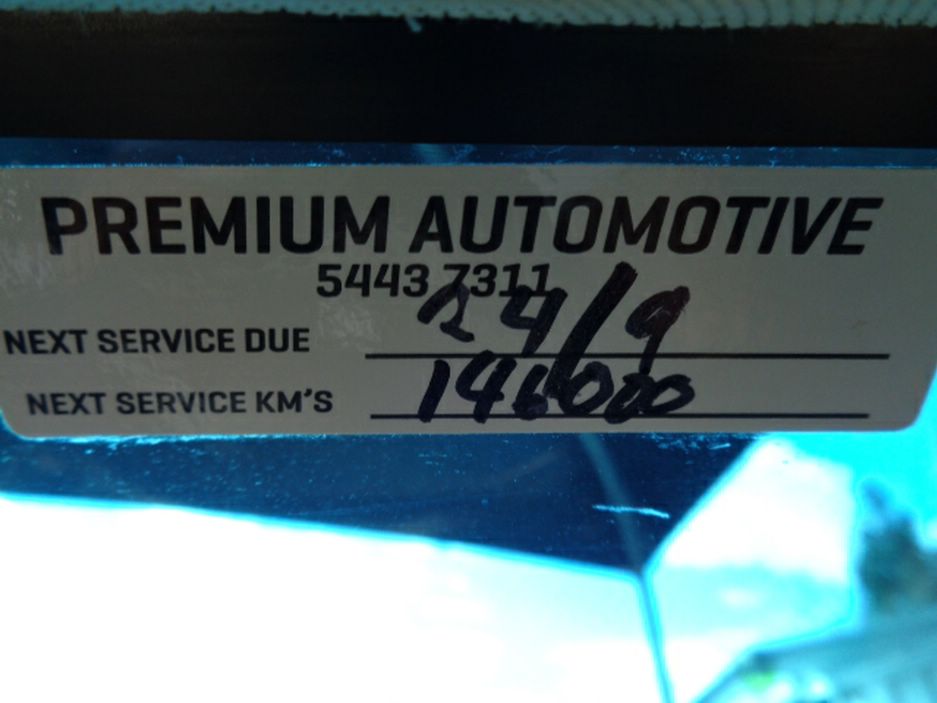 PREMIUM AUTOMOTIVE
5443 7311
NEXT SERVICE DUE 24/9
NEXT SERVICE KM'S 146000